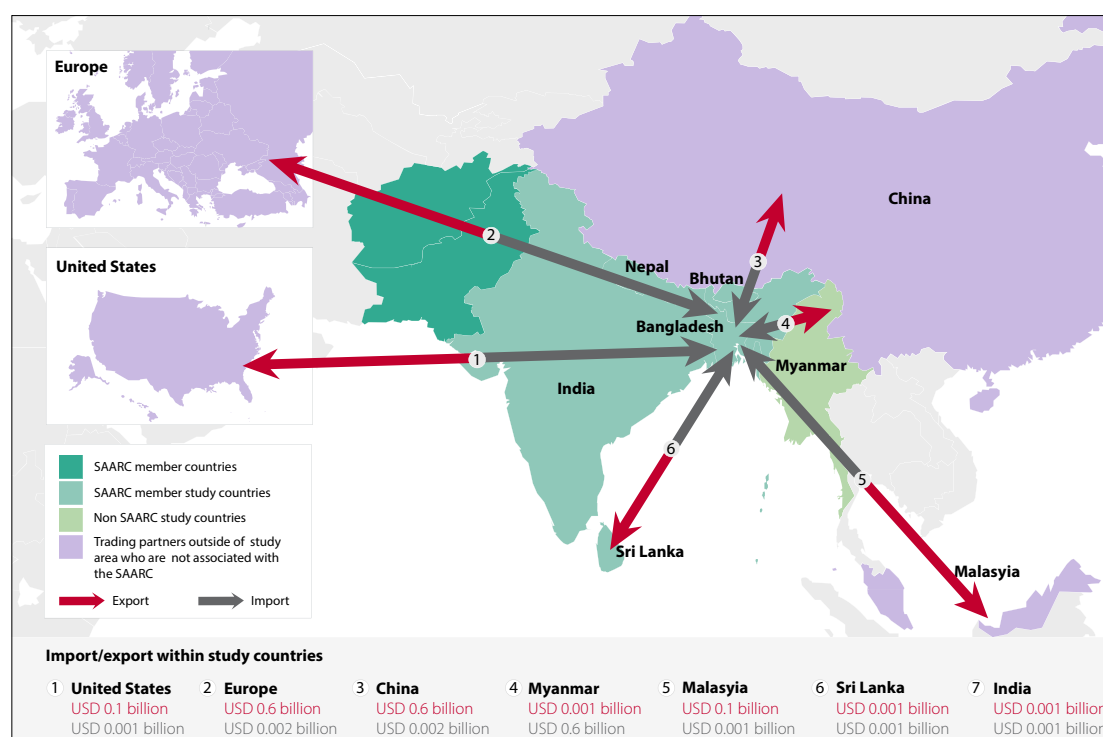 Europe
China
2
Nepal
3
Bhutan
United States
Bangladesh
4
1
Myanmar
India
6
5
SAARC member countries
SAARC member study countries
Non SAARC study countries
Trading partners outside of study
area who are not associated with
the SAARC
Export
Import
Sri Lanka
Malasyia
Import/export within study countries
1 United States
USD 0.1 billion
USD 0.001 billion
2 Europe
USD 0.6 billion
USD 0.002 billion
3 China
USD 0.6 billion
USD 0.002 billion
4 Myanmar
USD 0.001 billion
USD 0.6 billion
5 Malasyia
USD 0.1 billion
USD 0.001 billion
6 Sri Lanka
USD 0.001 billion
USD 0.001 billion
7 India
USD 0.001 billion
USD 0.001 billion